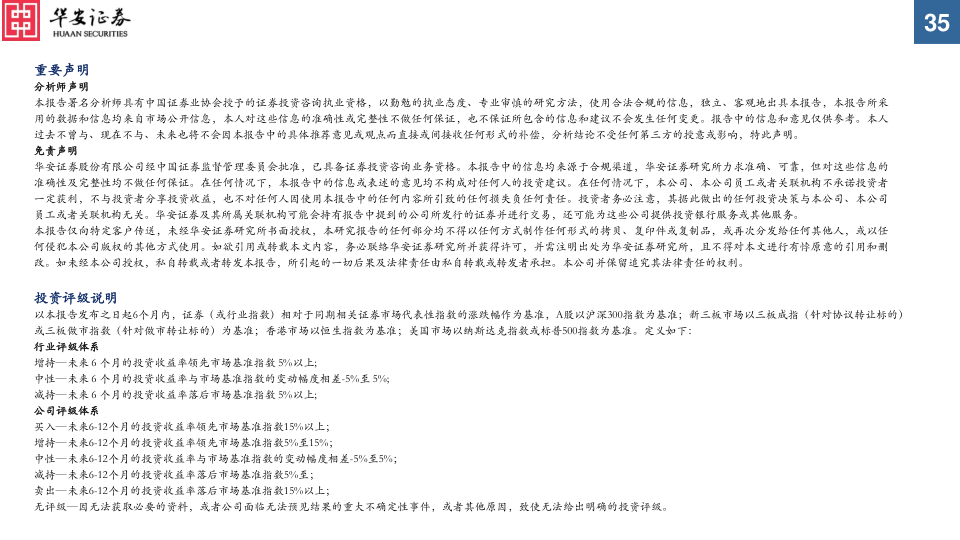 华安证券
HUAAN SECURITIES
35
重要声明
分析师声明
本报告署名分析师具有中国证券业协会授予的证券投资咨询执业资格，以勤勉的执业态度、专业审慎的研究方法，使用合法合规的信息，独立、客观地出具本报告，本报告所采
用的数据和信息均来自市场公开信息，本人对这些信息的准确性或完整性不做任何保证，也不保证所包含的信息和建议不会发生任何变更。报告中的信息和意见仅供参考。本人
过去不曾与、现在不与、未来也将不会因本报告中的具体推荐意见或观点而直接或间接收任何形式的补偿，分析结论不受任何第三方的授意或影响，特此声明。
免责声明
华安证券股份有限公司经中国证券监督管理委员会批准，已具备证券投资咨询业务资格。本报告中的信息均来源于合规渠道，华安证券研究所力求准确、可靠，但对这些信息的
准确性及完整性均不做任何保证。在任何情况下，本报告中的信息或表述的意见均不构成对任何人的投资建议。在任何情况下，本公司、本公司员工或者关联机构不承诺投资者
一定获利，不与投资者分享投资收益，也不对任何人因使用本报告中的任何内容所引致的任何损失负任何责任。投资者务必注意，其据此做出的任何投资决策与本公司、本公司
员工或者关联机构无关。华安证券及其所属关联机构可能会持有报告中提到的公司所发行的证券并进行交易，还可能为这些公司提供投资银行服务或其他服务。
本报告仅向特定客户传送，未经华安证券研究所书面授权，本研究报告的任何部分均不得以任何方式制作任何形式的拷贝、复印件或复制品，或再次分发给任何其他人，或以任
何侵犯本公司版权的其他方式使用。如欲引用或转载本文内容，务必联络华安证券研究所并获得许可，并需注明出处为华安证券研究所，且不得对本文进行有悖原意的引用和删
改。如未经本公司授权，私自转载或者转发本报告，所引起的一切后果及法律责任由私自转载或转发者承担。本公司并保留追究其法律责任的权利。
投资评级说明
以本报告发布之日起6个月内，证券（或行业指数）相对于同期相关证券市场代表性指数的涨跌幅作为基准，A股以沪深300指数为基准；新三板市场以三板成指（针对协议转让标的）
或三板做市指数（针对做市转让标的）为基准；香港市场以恒生指数为基准；美国市场以纳斯达克指数或标普500指数为基准。定义如下：
行业评级体系
增持—未来 6 个月的投资收益率领先市场基准指数 5%以上;
中性—未来 6 个月的投资收益率与市场基准指数的变动幅度相差-5%至 5%;
减持—未来 6 个月的投资收益率落后市场基准指数 5%以上;
公司评级体系
买入—未来6-12个月的投资收益率领先市场基准指数15%以上；
增持—未来6-12个月的投资收益率领先市场基准指数5%至15%；
中性—未来6-12个月的投资收益率与市场基准指数的变动幅度相差-5%至5%；
减持—未来6-12个月的投资收益率落后市场基准指数5%至；
卖出—未来6-12个月的投资收益率落后市场基准指数15%以上；
无评级—因无法获取必要的资料，或者公司面临无法预见结果的重大不确定性事件，或者其他原因，致使无法给出明确的投资评级。